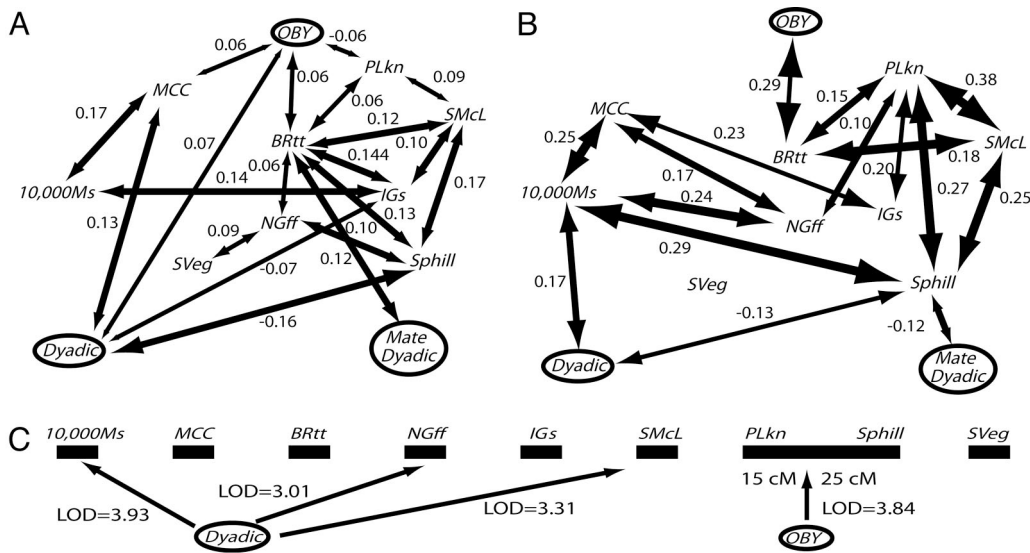 A
OBY
0.06
-0.06
PLkn
MCC
0.06
0.09
0.17
0.06
SMcL
0.12
0.07
BRtt
0.10
0.06
0.144
0.17
10,000Ms
0.14
IGs
0.13
0.13
NGff
0.10
0.09
SVeg
-0.07
0.12
Sphill
-0.16
Dyadic
Mate
Dyadic
B
OBY
PLkn
0.29
0.38
0.15
MCC
0.23
0.10
SMcL
0.25
BRtt
0.18
0.17
0.20
10,000Ms
0.24
0.27
0.25
NGff
IGs
0.29
0.17
SVeg
Sphill
-0.13
-0.12
Dyadic
Mate
Dyadic
C
10,000Ms MCC BRtt NGff IGs SMcL PLkn Sphill SVeg
15 cM 25 cM
LOD=3.01
LOD=3.93 LOD=3.31 LOD=3.84
Dyadic OBY